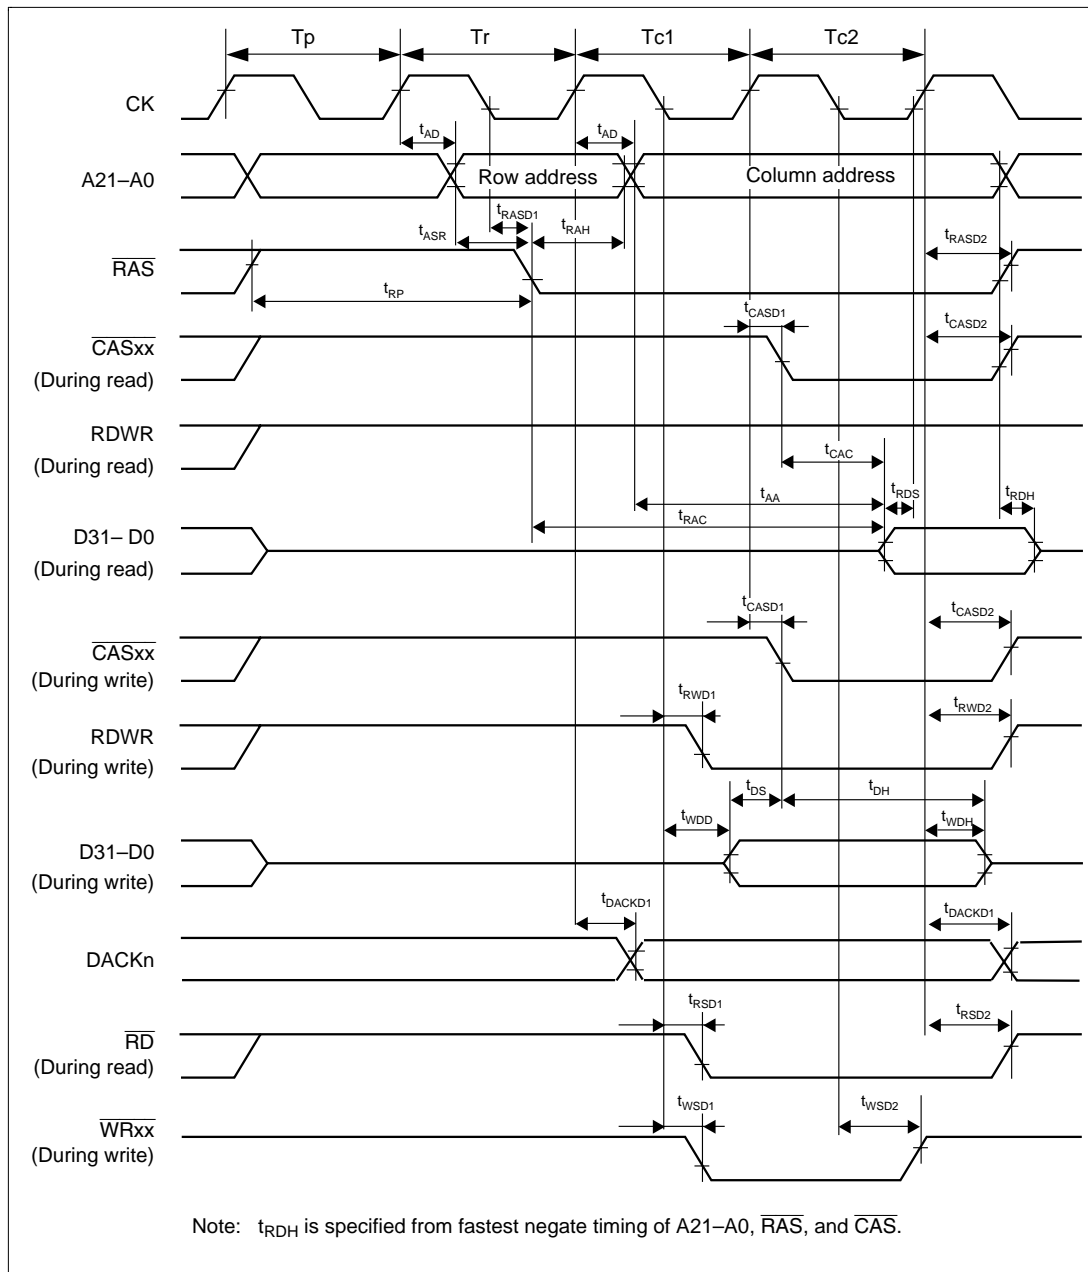 Tp Tr Tc1 Tc2
CK
tAD tAD
A21–A0 Row address Column address
tRASD1
tASR tRAH tRASD2
RAS
tRP
tCASD1 tCASD2
CASxx
(During read)
RDWR
(During read)
tCAC
tRDS tRDH
tAA
tRAC
D31– D0
(During read)
tCASD1 tCASD2
CASxx
(During write)
tRWD1 tRWD2
RDWR
(During write)
tDS tDH
tWDD tWDH
D31–D0
(During write)
tDACKD1 tDACKD1
DACKn
tRSD1 tRSD2
RD
(During read)
tWSD1 tWSD2
WRxx
(During write)
Note: tRDH is specified from fastest negate timing of A21–A0, RAS, and CAS.